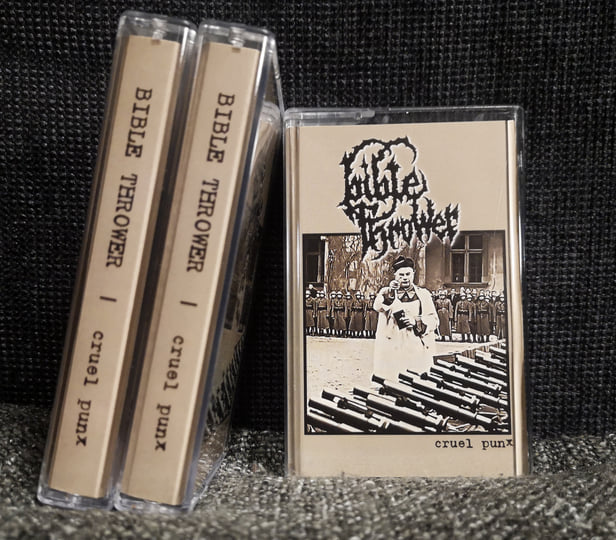 BIBLE THROWER / cruel punx
BIBLE THROWER / cruel punx
bible
Thrower
cruel punx